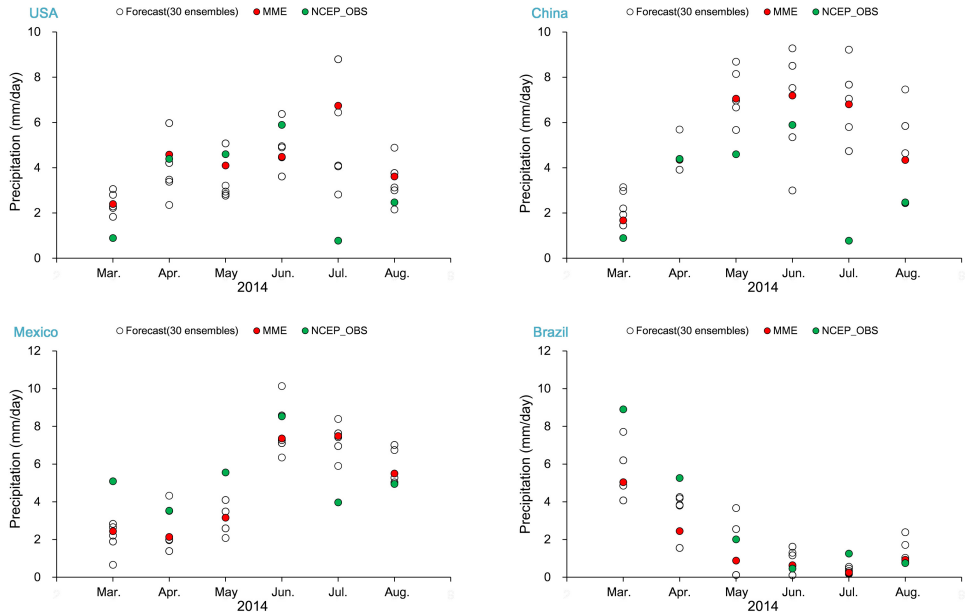 USA
Forecast(30 ensembles) MME NCEP_OBS
Precipitation (mm/day)
10
8
6
4
2
0
Mar. Apr. May Jun. Jul. Aug.
2014
China
Forecast(30 ensembles) MME NCEP_OBS
Precipitation (mm/day)
10
8
6
4
2
0
Mar. Apr. May Jun. Jul. Aug.
2014
Mexico
Forecast(30 ensembles) MME NCEP_OBS
Precipitation (mm/day)
12
10
8
6
4
2
0
Mar. Apr. May Jun. Jul. Aug.
2014
Brazil
Forecast(30 ensembles) MME NCEP_OBS
Precipitation (mm/day)
12
10
8
6
4
2
0
Mar. Apr. May Jun. Jul. Aug.
2014